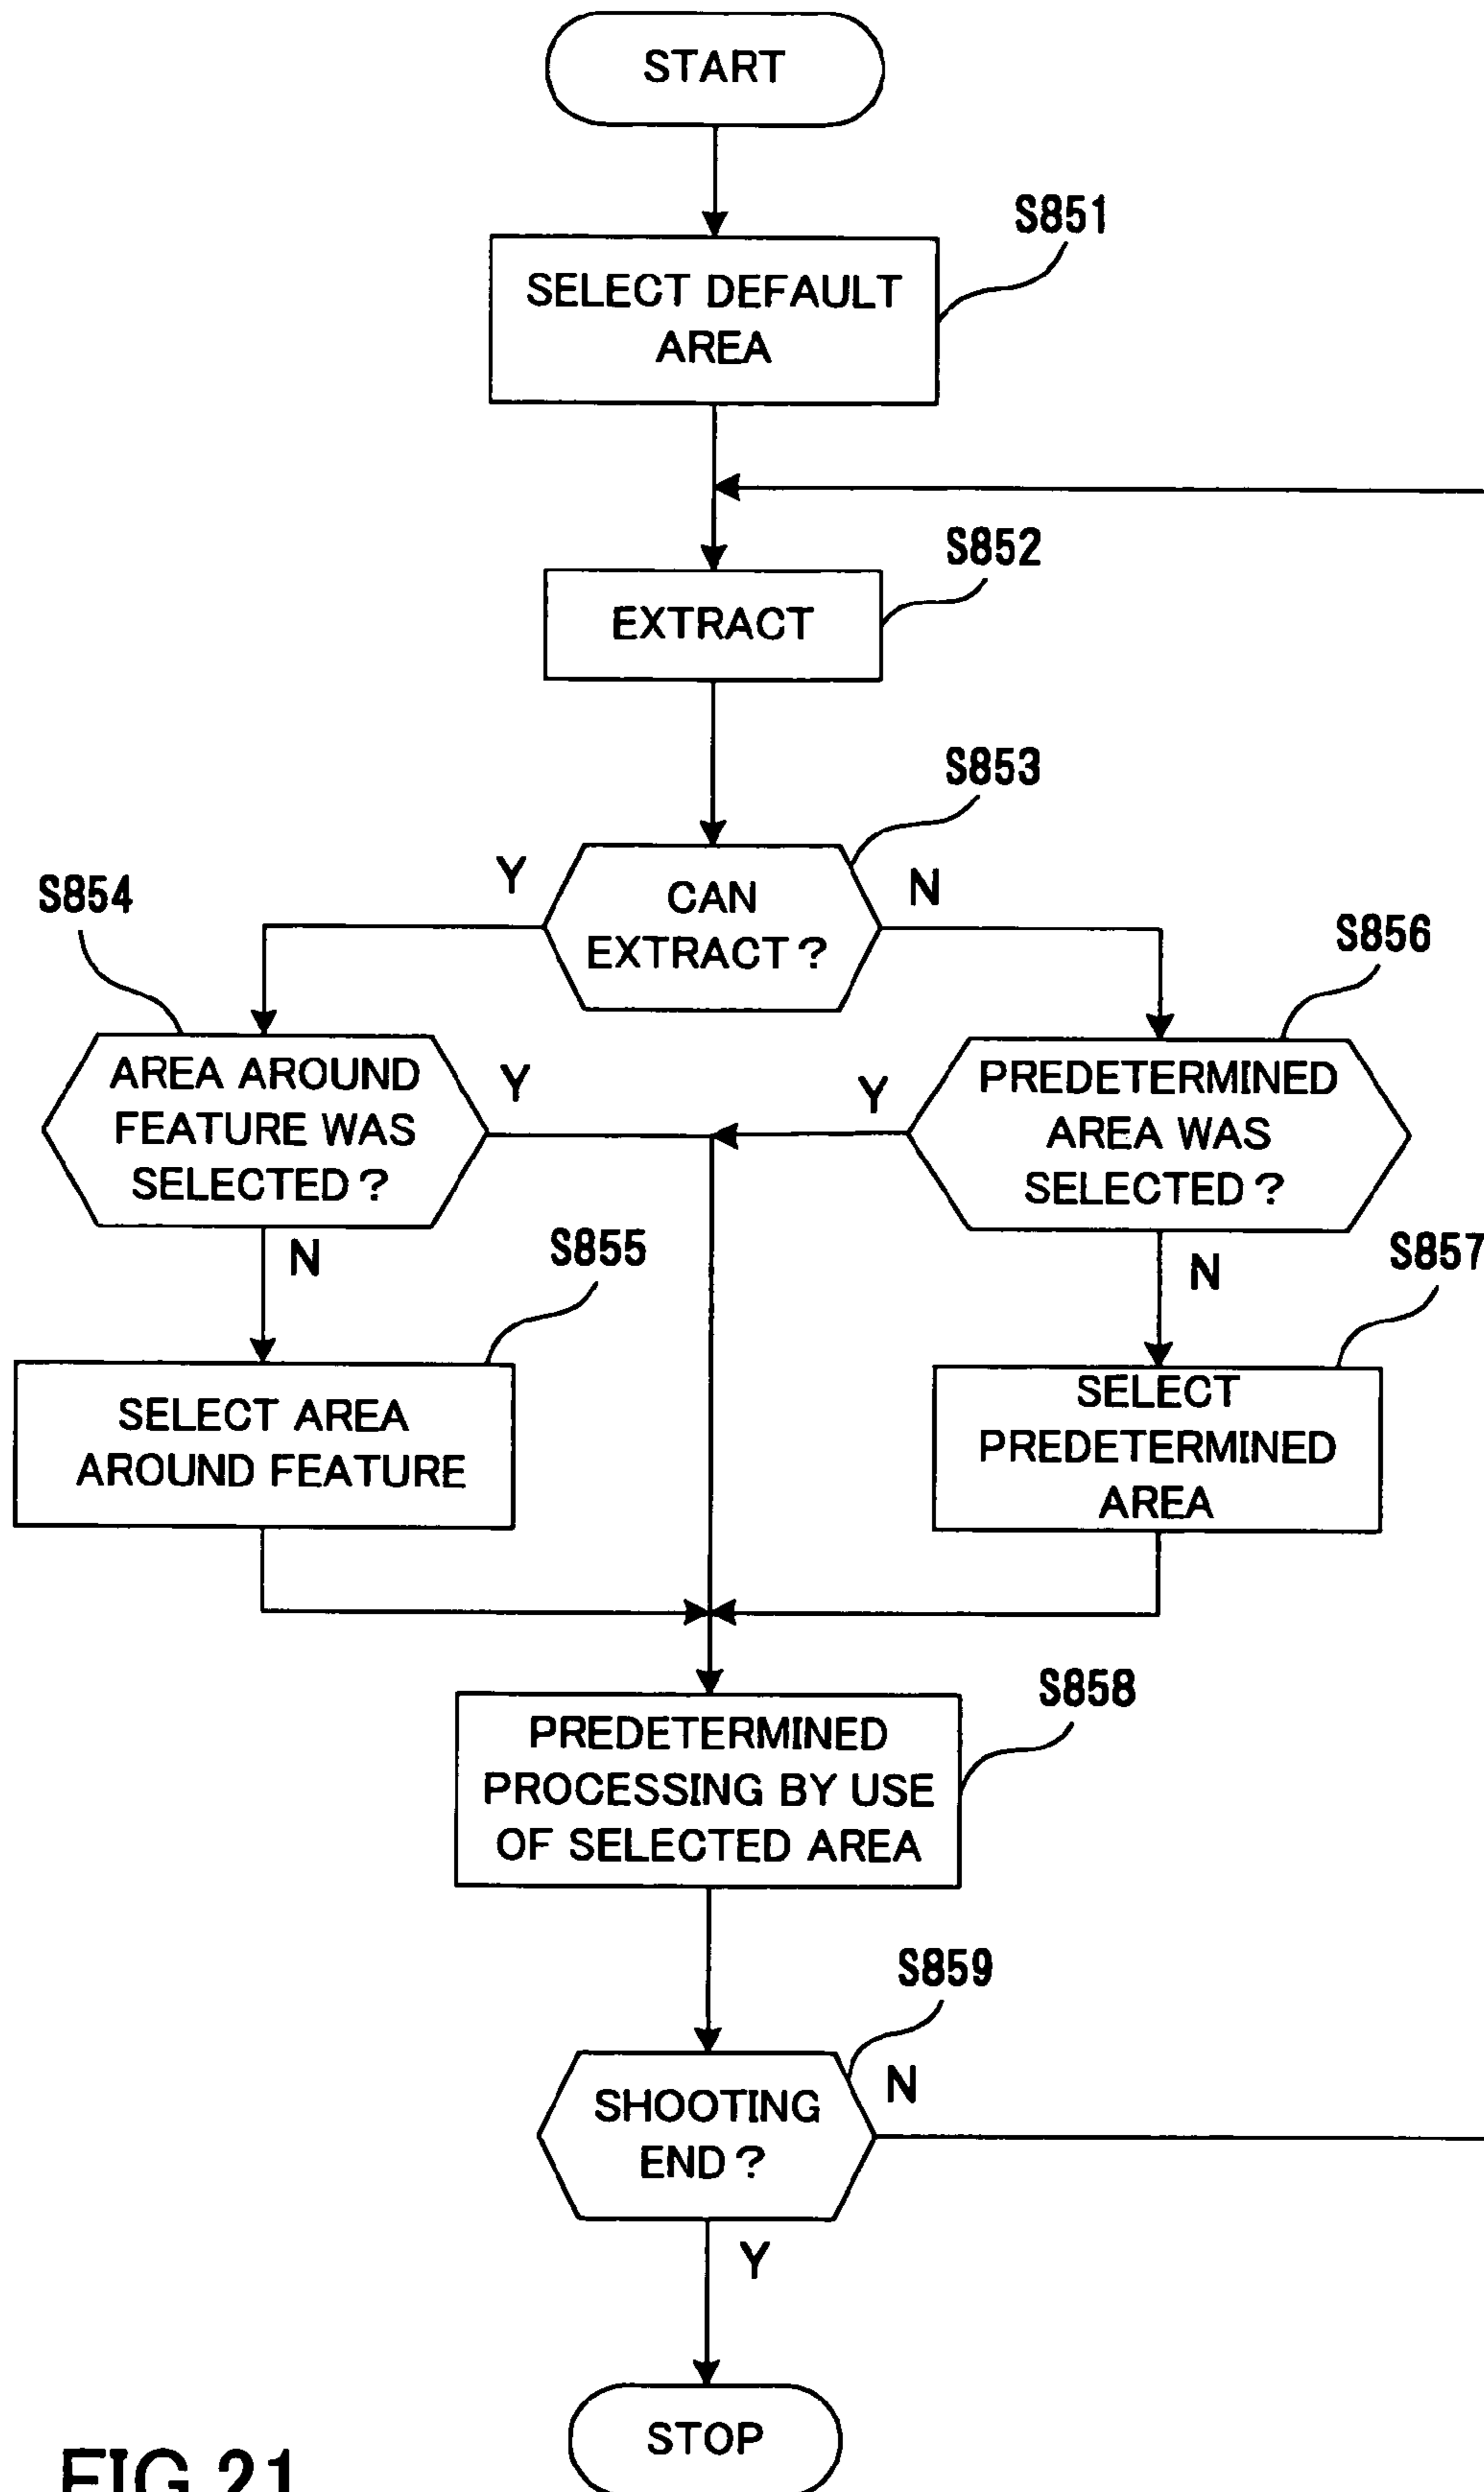 START
S851
SELECT DEFAULT
AREA
S852
EXTRACT
S853
Y
CAN
EXTRACT?
N
S854
AREA AROUND
FEATURE WAS
SELECTED?
Y
N
S856
PREDETERMINED
AREA WAS
SELECTED?
Y
N
S855
SELECT AREA
AROUND FEATURE
S857
SELECT
PREDETERMINED
AREA
S858
PREDETERMINED
PROCESSING BY USE
OF SELECTED AREA
S859
SHOOTING
END?
N
Y
STOP
FIG.21